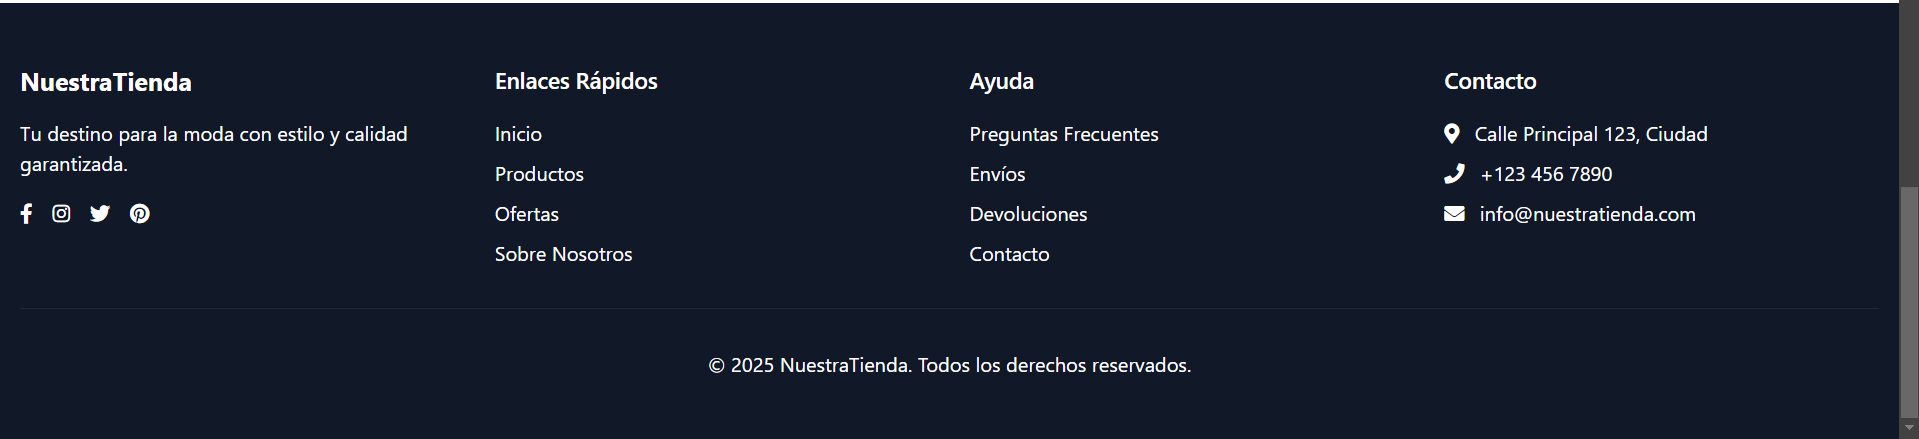 NuestraTienda
Tu destino para la moda con estilo y calidad
garantizada.
Enlaces Rápidos
Inicio
Productos
Ofertas
Sobre Nosotros
Ayuda
Preguntas Frecuentes
Envíos
Devoluciones
Contacto
Contacto
Calle Principal 123, Ciudad
+123 456 7890
info@nuestratienda.com
© 2025 NuestraTienda. Todos los derechos reservados.